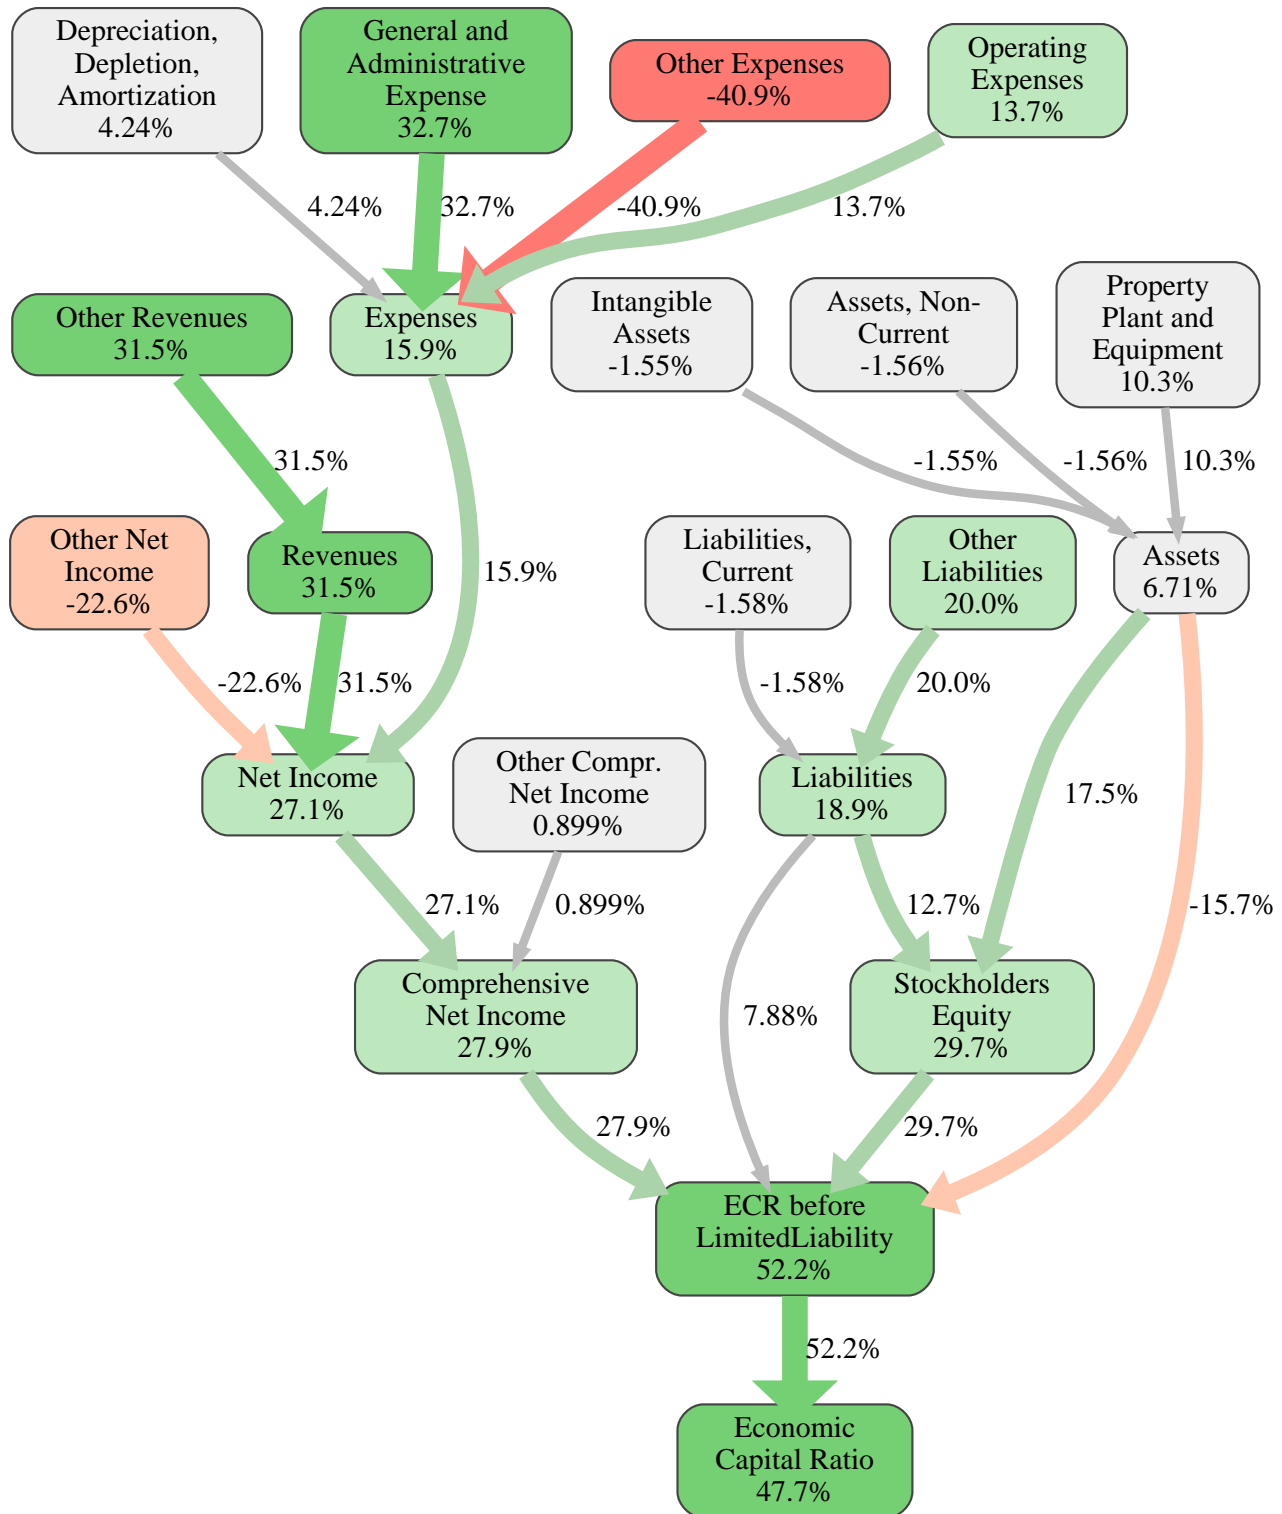 Depreciation,
Depletion,
Amortization
4.24%
General and
Administrative
Expense
32.7%
Other Expenses
-40.9%
Operating
Expenses
13.7%
4.24%
32.7%
-40.9%
13.7%
Other Revenues
31.5%
Expenses
15.9%
Intangible
Assets
-1.55%
Assets, Non-
Current
-1.56%
Property
Plant and
Equipment
10.3%
31.5%
-1.55%
-1.56%
10.3%
Other Net
Income
-22.6%
Revenues
31.5%
15.9%
Liabilities,
Current
-1.58%
Other
Liabilities
20.0%
Assets
6.71%
-22.6%
31.5%
-1.58%
20.0%
Net Income
27.1%
Other Compr.
Net Income
0.899%
Liabilities
18.9%
17.5%
27.1%
0.899%
12.7%
-15.7%
Comprehensive
Net Income
27.9%
7.88%
Stockholders
Equity
29.7%
27.9%
29.7%
ECR before
LimitedLiability
52.2%
52.2%
Economic
Capital Ratio
47.7%